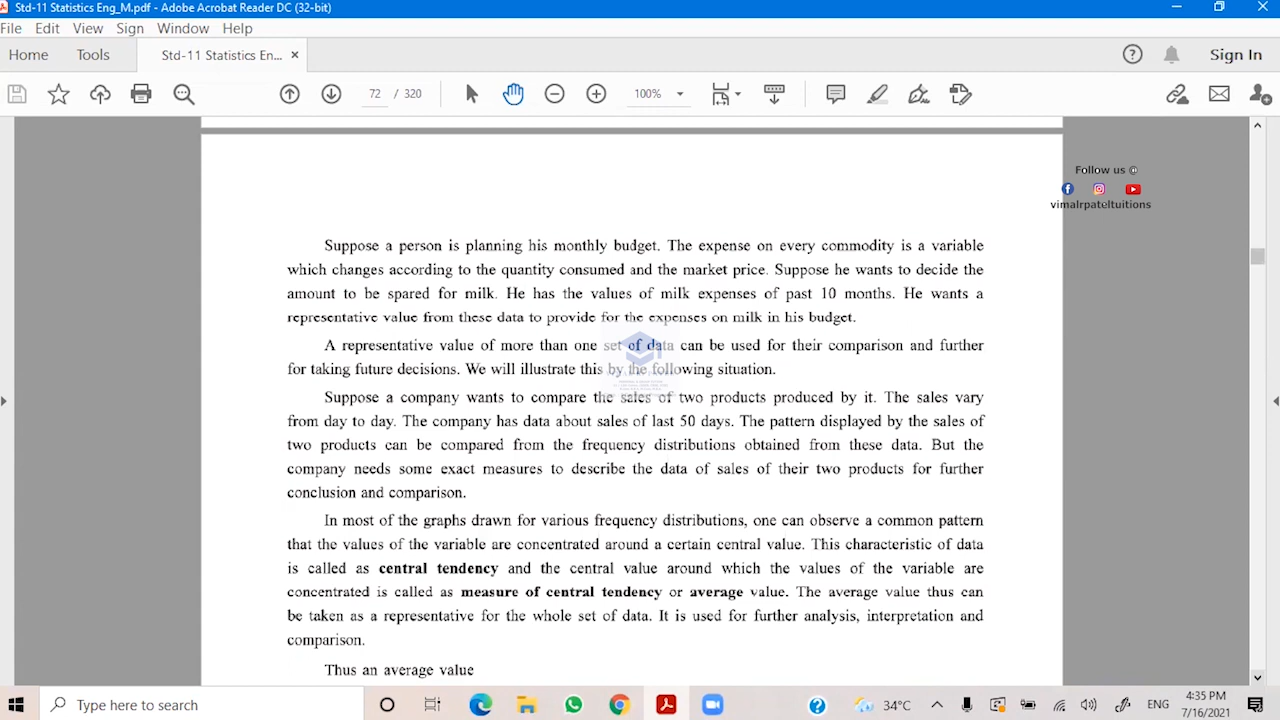 Std-11 Statistics Eng_M.pdf - Adobe Acrobat Reader DC (32-bit)
File Edit View Sign Window Help
Home Tools Std-11 Statistics En... × Sign In
72 / 320 100%
Follow us @
vimalrpateltuitions
Suppose a person is planning his monthly budget. The expense on every commodity is a variable
which changes according to the quantity consumed and the market price. Suppose he wants to decide the
amount to be spared for milk. He has the values of milk expenses of past 10 months. He wants a
representative value from these data to provide for the expenses on milk in his budget.
A representative value of more than one set of data can be used for their comparison and further
for taking future decisions. We will illustrate this by the following situation.
Suppose a company wants to compare the sales of two products produced by it. The sales vary
from day to day. The company has data about sales of last 50 days. The pattern displayed by the sales of
two products can be compared from the frequency distributions obtained from these data. But the
company needs some exact measures to describe the data of sales of their two products for further
conclusion and comparison.
In most of the graphs drawn for various frequency distributions, one can observe a common pattern
that the values of the variable are concentrated around a certain central value. This characteristic of data
is called as central tendency and the central value around which the values of the variable are
concentrated is called as measure of central tendency or average value. The average value thus can
be taken as a representative for the whole set of data. It is used for further analysis, interpretation and
comparison.
Thus an average value
Type here to search
34°C ENG
4:35 PM
7/16/2021